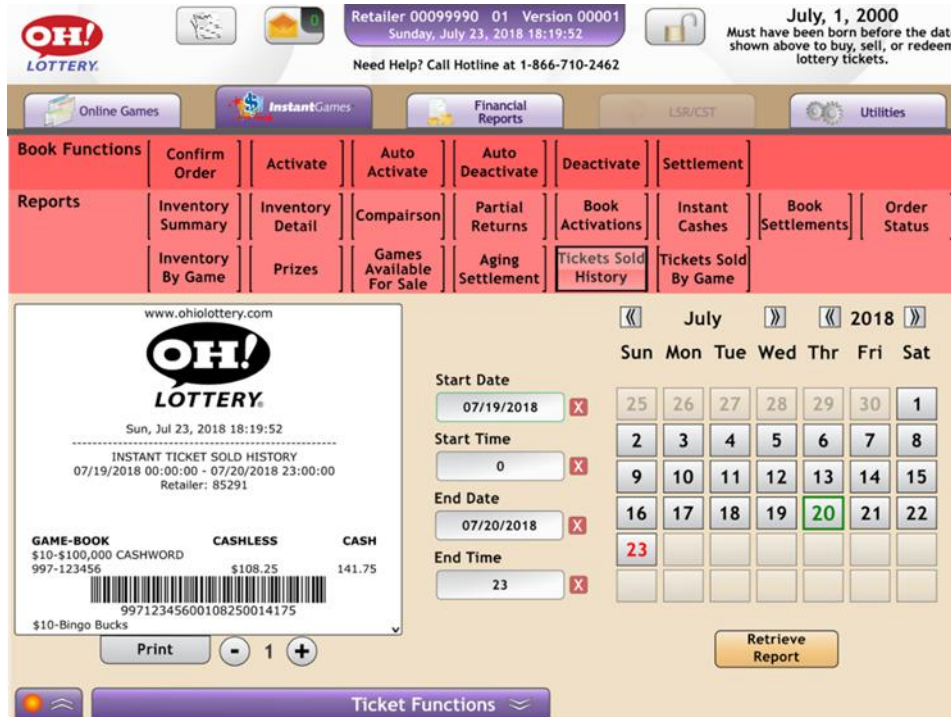 OH!
LOTTERY.
0
Retailer 00099990 01 Version 00001
Sunday, July 23, 2018 18:19:52
Need Help? Call Hotline at 1-866-710-2462
July, 1, 2000
Must have been born before the date
shown above to buy, sell, or redeem
lottery tickets.
Online Games
$ InstantGames
Financial
Reports
LSR/CST
Utilities
Book Functions
Confirm
Order
Activate
Auto
Activate
Auto
Deactivate
Deactivate
Settlement
Reports
Inventory
Summary
Inventory
Detail
Compairson
Partial
Returns
Book
Activations
Instant
Cashes
Book
Settlements
Order
Status
Inventory
By Game
Prizes
Games
Available
For Sale
Aging
Settlement
Tickets Sold
History
Tickets Sold
By Game
www.ohiolottery.com
OH!
LOTTERY.
Sun, Jul 23, 2018 18:19:52
INSTANT TICKET SOLD
HISTORY
07/19/2018 00:00:00 - 07/20/2018 23:00:00
Retailer: 85291
GAME-BOOK CASHLESS CASH
$10-$100,000 CASHWORD
997-123456 $108.25 141.75
99712345600108250014175
$10-Bingo Bucks
Print - 1 +
Start Date
07/19/2018 X
Start Time
0 X
End Date
07/20/2018 X
End Time
23 X
July 2018
Sun Mon Tue Wed Thr Fri Sat
25 26 27 28 29 30 1
2 3 4 5 6 7 8
9 10 11 12 13 14 15
16 17 18 19 20 21 22
23
Retrieve
Report
Ticket Functions